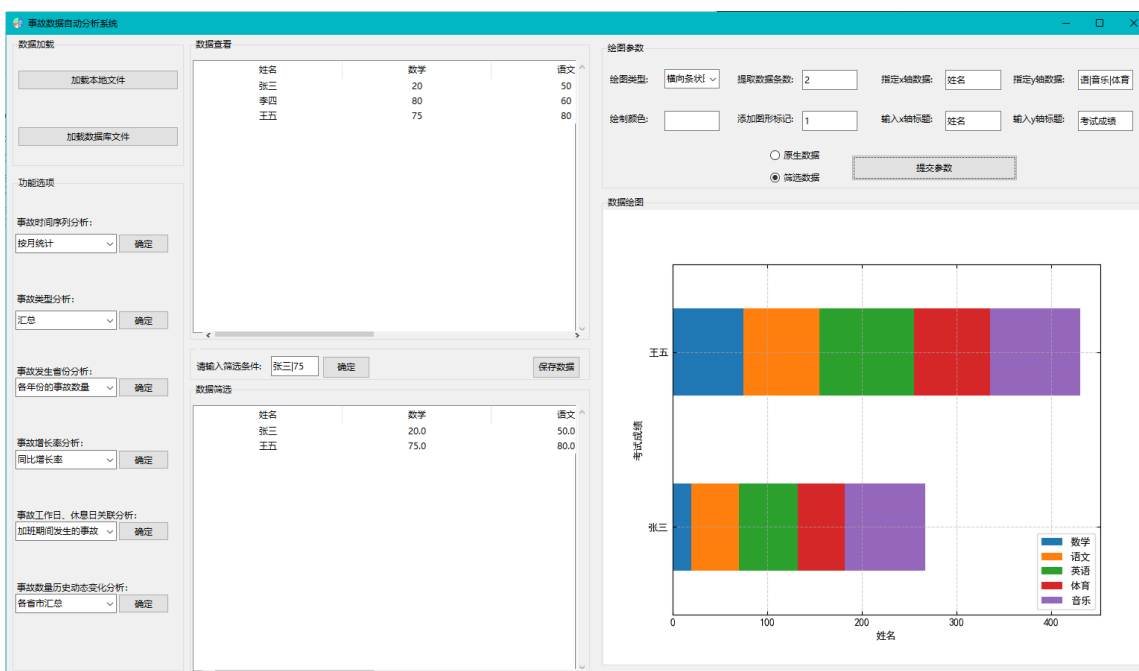 事故数据自动分析系统
数据加载
加载本地文件
加载数据库文件
功能选项
事故时间序列分析:
按月统计 确定
事故类型分析:
汇总 确定
事故发生省份分析:
各年份的事故数量 确定
事故增长率分析:
同比增长率 确定
事故工作日、休息日关联分析:
加班期间发生的事故 确定
事故数量历史动态变化分析:
各省市汇总 确定
数据查看
姓名 数学 语文
张三 20 50
李四 80 60
王五 75 80
请输入筛选条件: 张三|75 确定 保存数据
数据筛选
姓名 数学 语文
张三 20.0 50.0
王五 75.0 80.0
绘图参数
绘图类型: 横向条状 提取数据条数: 2 指定x轴数据: 姓名 指定y轴数据: 语|音乐|体育
绘制颜色: 添加图形标记: 1 输入x轴标题: 姓名 输入y轴标题: 考试成绩
原生数据
筛选数据
提交参数
数据绘图
王五
考试成绩
张三
数学
语文
英语
体育
音乐
0 100 200 300 400
姓名